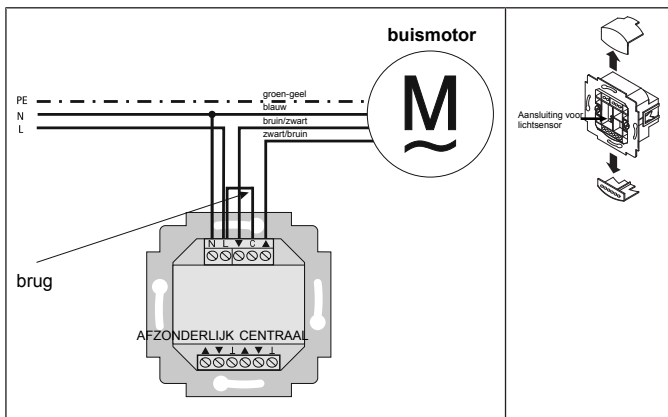 buismotor
M
PE
groen-geel
N
blauw
L
bruin/zwart
zwart/bruin
N L ▼ C ▲
brug
AFZONDERLIJK CENTRAAL
▲ ▼ ⊥ ▲ ▼ ⊥
Aansluiting voor
lichtsensor